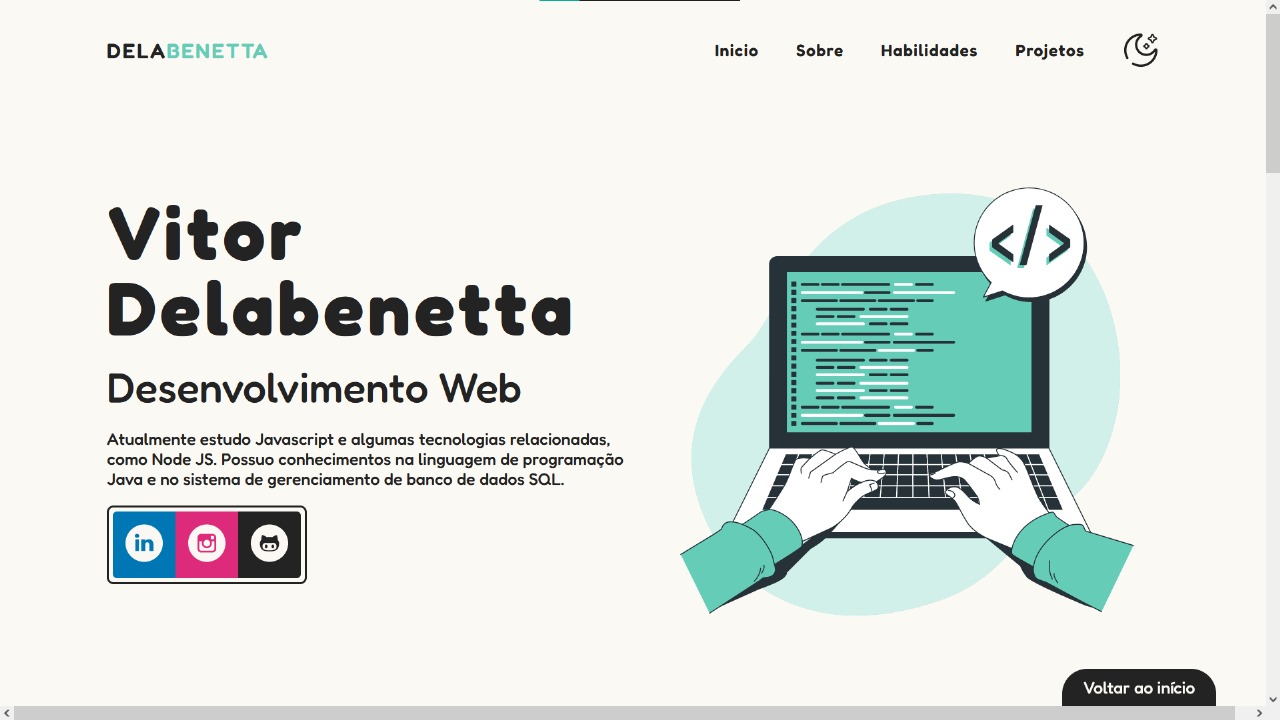 DELABENETTA
Inicio
Sobre
Habilidades
Projetos
Vitor
Delabenetta
Desenvolvimento Web
Atualmente estudo Javascript e algumas tecnologias relacionadas,
como Node JS. Possuo conhecimentos na linguagem de programação
Java e no sistema de gerenciamento de banco de dados SQL.
in
</>
Voltar ao início